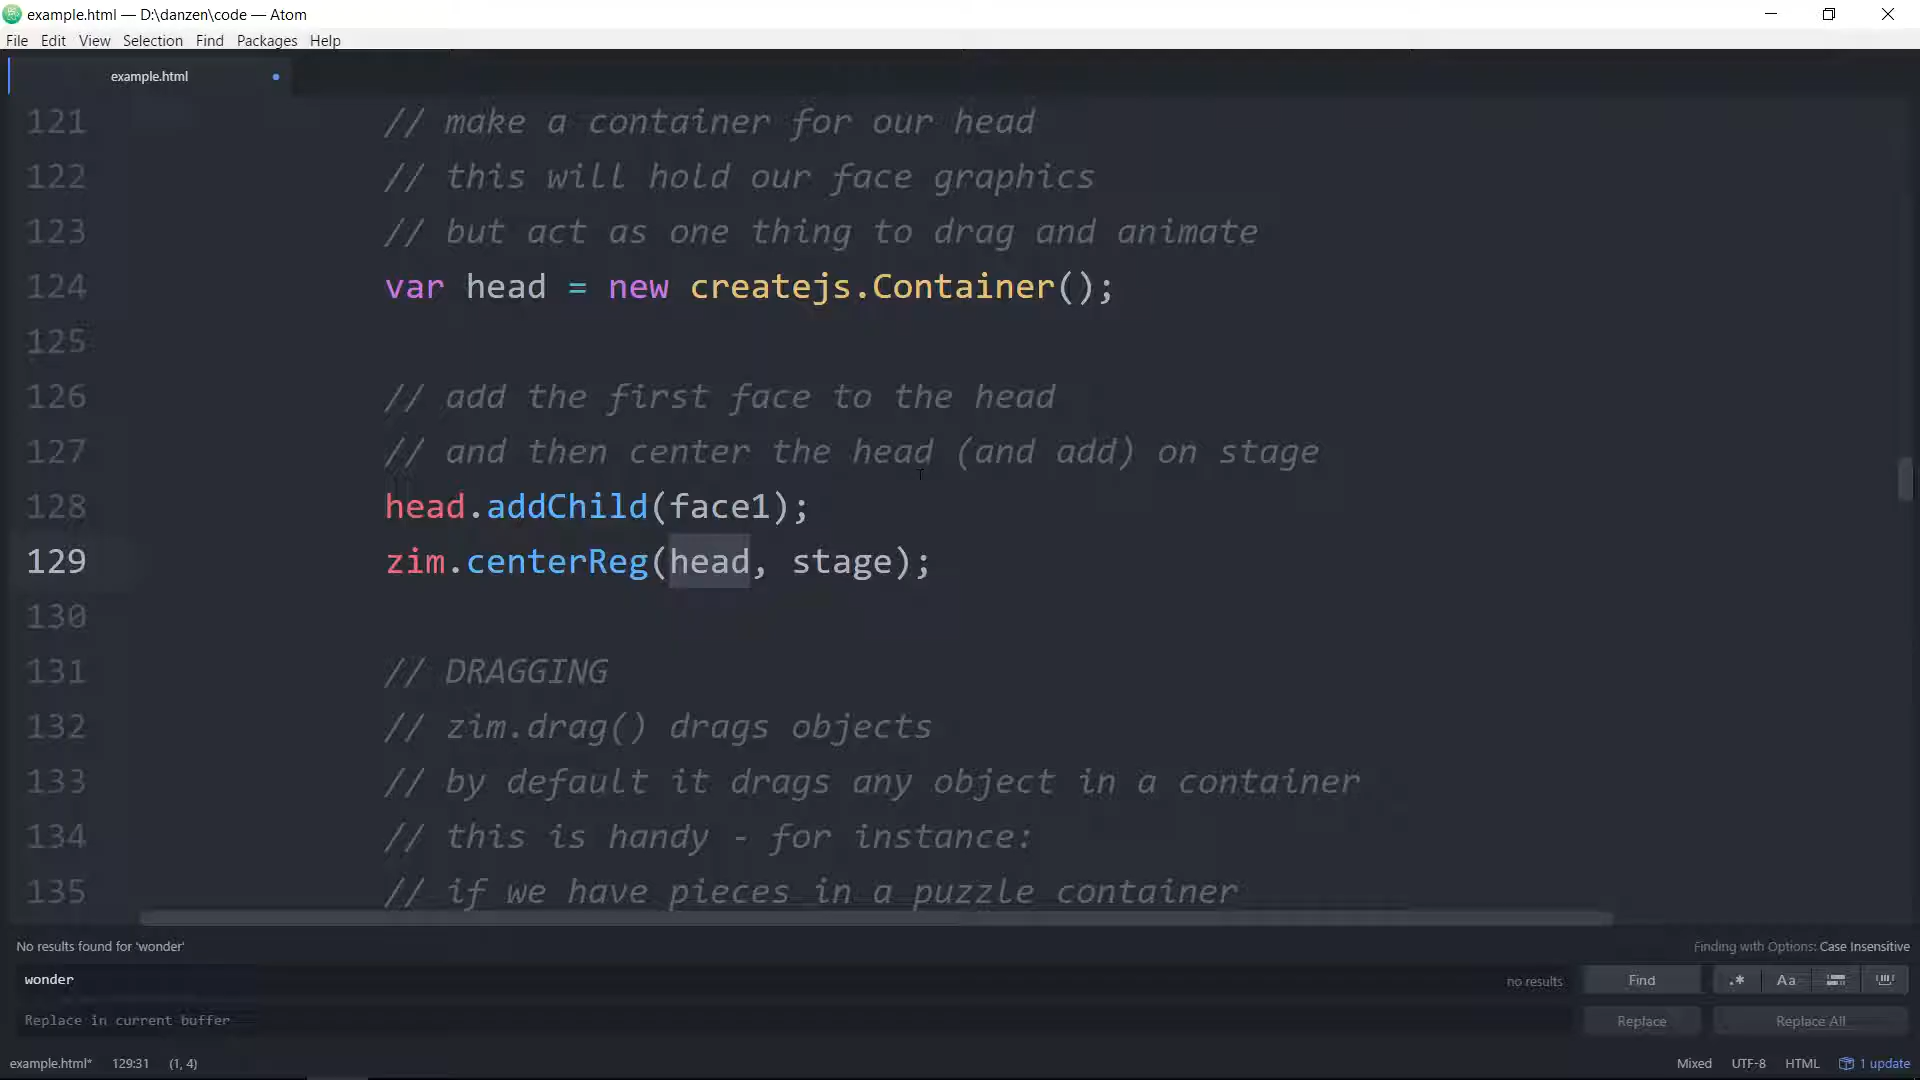 example.html — D:\danzen\code — Atom
File Edit View Selection Find Packages Help
example.html
121 // make a container for our head
122 // this will hold our face graphics
123 // but act as one thing to drag and animate
124 var head = new createjs.Container();
125
126 // add the first face to the head
127 // and then center the head (and add) on stage
128 head.addChild(face1);
129 zim.centerReg(head, stage);
130
131 // DRAGGING
132 // zim.drag() drags objects
133 // by default it drags any object in a container
134 // this is handy - for instance:
135 // if we have pieces in a puzzle container
No results found for 'wonder' Finding with Options: Case Insensitive
wonder no results Find .* Aa
Replace in current buffer Replace Replace All
example.html* 129:31 (1, 4) Mixed UTF-8 HTML 1 update